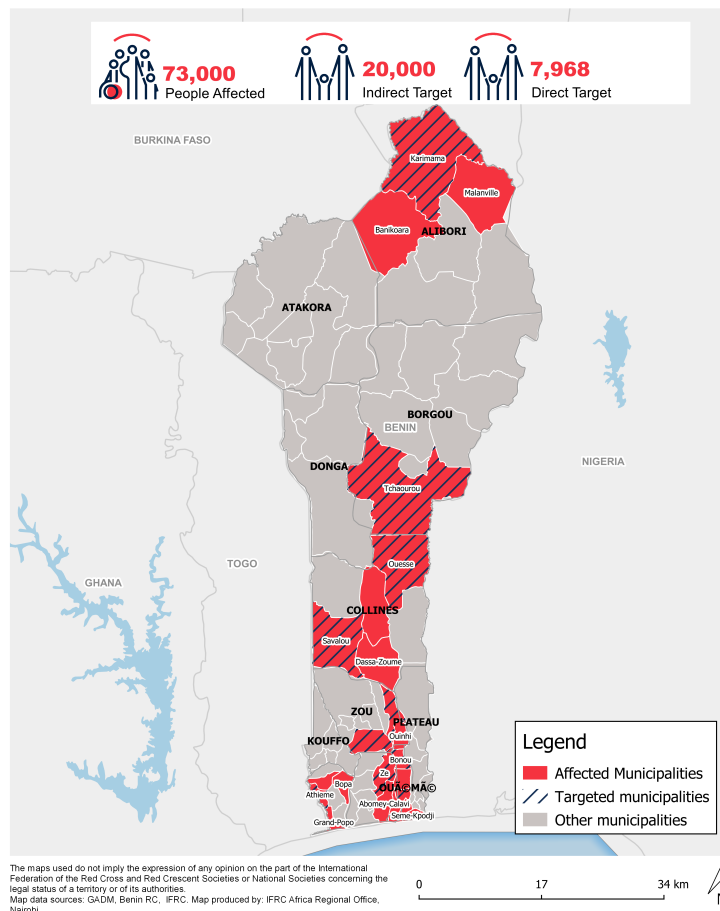 73,000
People Affected
20,000
Indirect Target
7,968
Direct Target
BURKINA FASO
Karimama
Malanville
Banikoara
ALIBORI
ATAKORA
BORGOU
BENIN
NIGERIA
DONGA
Tchaourou
Ouesse
TOGO
GHANA
COLLINES
Savalou
Dassa-Zoume
ZOU
PLATEAU
KOUFFO
Ouinhi
Bonou
Ze
Bopa
OUÃ©MÃ©
Athieme
Abomey-Calavi
Grand-Popo
Seme-Kpodji
Legend
Affected Municipalities
Targeted municipalities
Other municipalities
The maps used do not imply the expression of any opinion on the part of the International
Federation of the Red Cross and Red Crescent Societies or National Societies concerning the
legal status of a territory or of its authorities.
Map data sources: GADM, Benin RC, IFRC. Map produced by: IFRC Africa Regional Office,
Nairobi
0 17 34 km